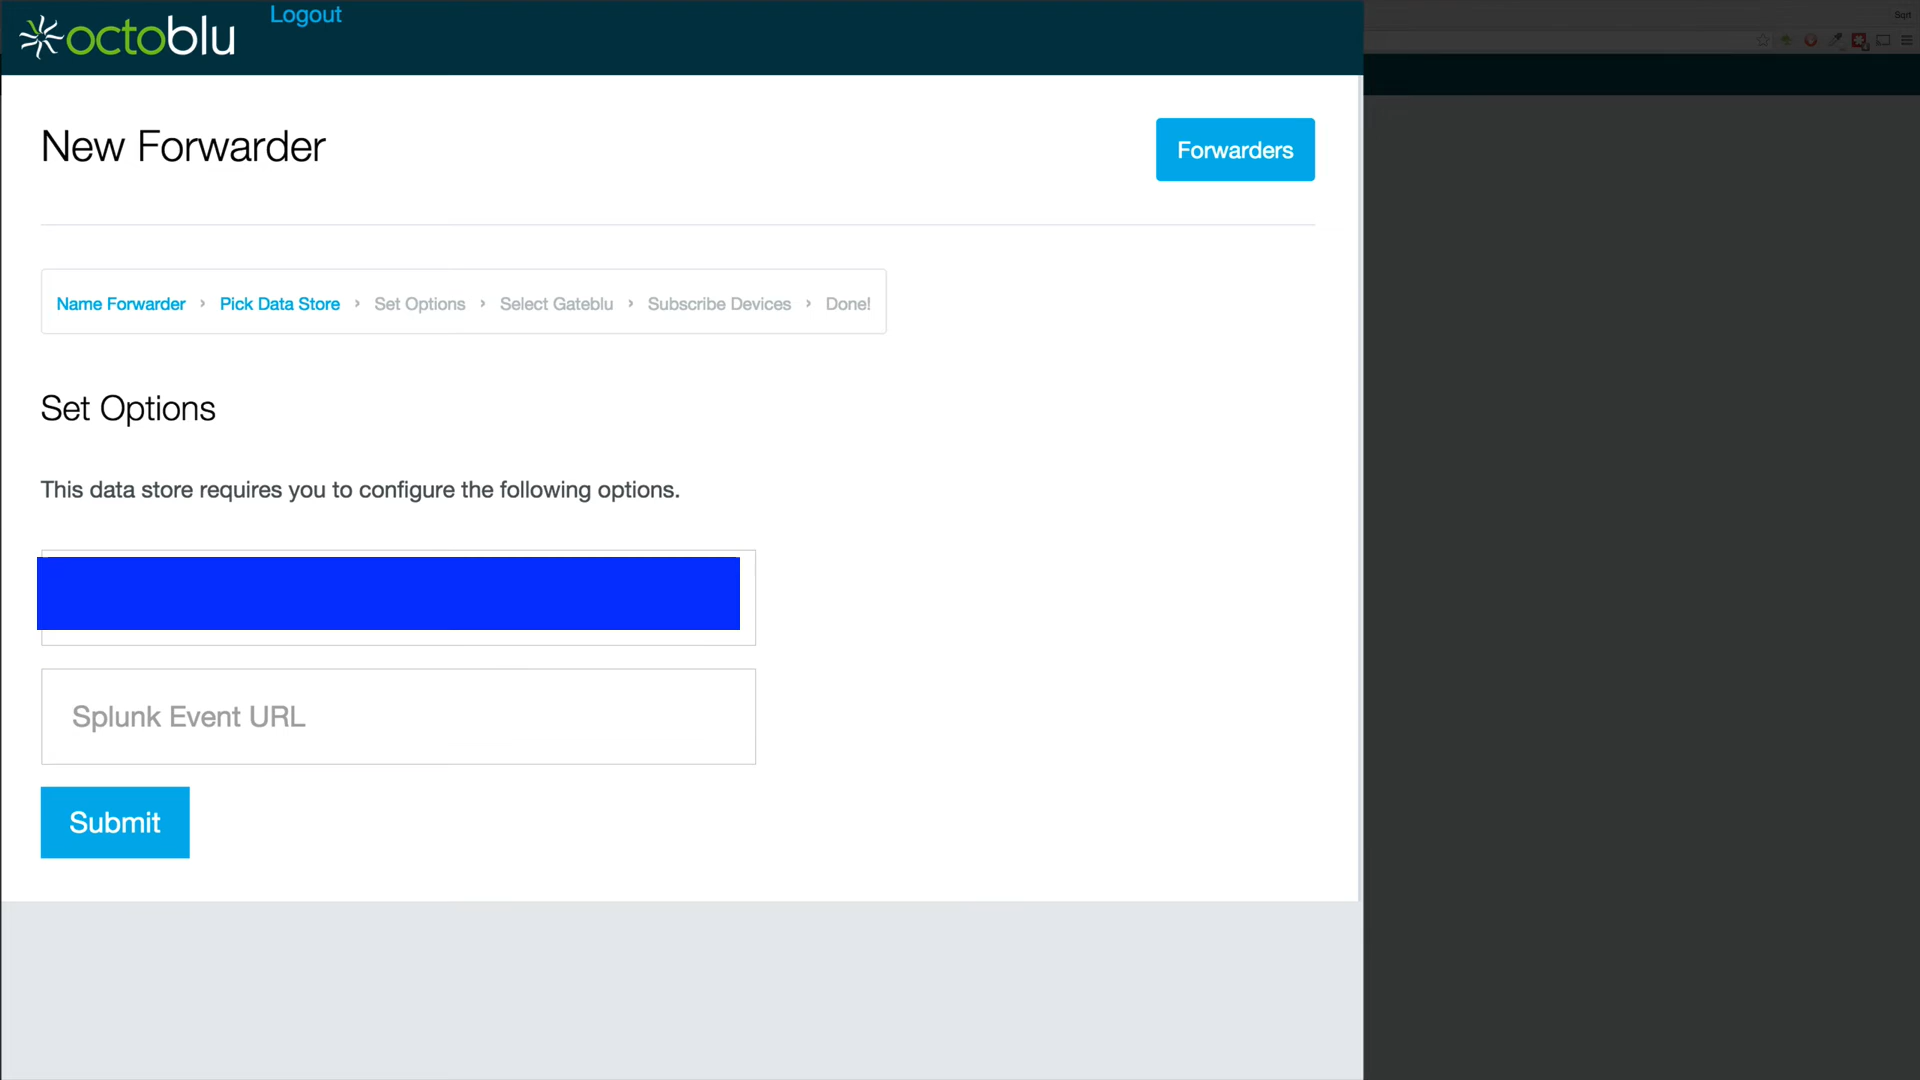 octoblu
Logout
Sqrt
New Forwarder
Forwarders
Name Forwarder › Pick Data Store › Set Options › Select Gateblu › Subscribe Devices › Done!
Set Options
This data store requires you to configure the following options.
Splunk Event URL
Submit